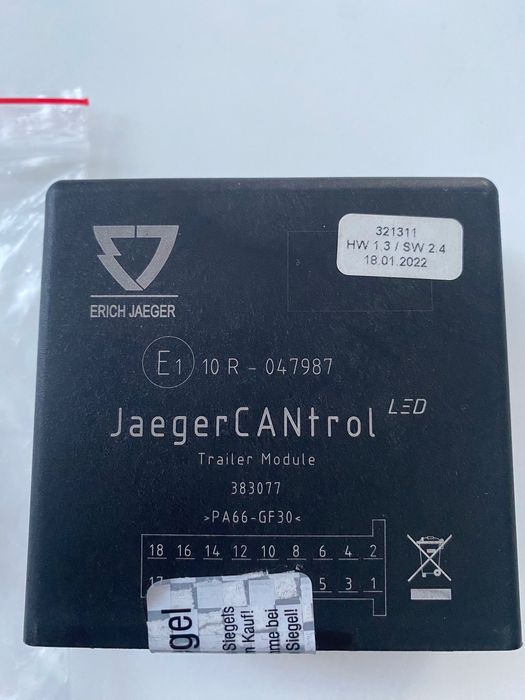 321311
HW 1.3 / SW 2.4
18.01.2022
ERICH JAEGER
E1 10 R - 047987
JaegerCANtrol LED
Trailer Module
383077
>PA66-GF30<
18 16 14 12 10 8 6 4 2
17 5 3 1
gel
Siegels
n Kauf!
me bei
Siegel!